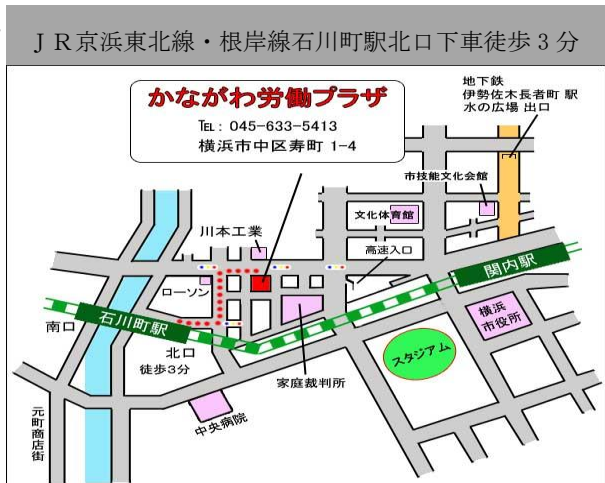 ＪＲ京浜東北線・根岸線石川町駅北口下車徒歩３分
かながわ労働プラザ
℡： 045-633-5413
横浜市中区寿町 1-4
地下鉄
伊勢佐木長者町 駅
水の広場 出口
市技能文化会館
文化体育館
川本工業
高速入口
関内駅
ローソン
石川町駅
南口
北口
徒歩3分
家庭裁判所
スタジアム
横浜
市役所
中央病院
元町商店街